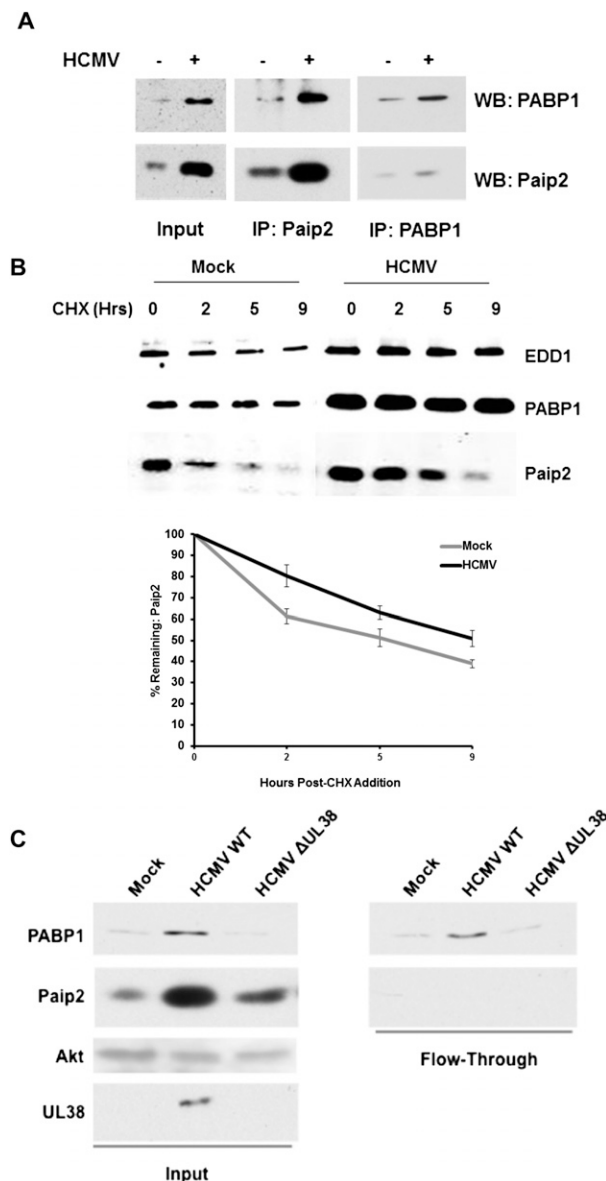 A
HCMV - + - + - +
WB: PABP1
WB: Paip2
Input IP: Paip2 IP: PABP1
B
Mock HCMV
CHX (Hrs) 0 2 5 9 0 2 5 9
EDD1
PABP1
Paip2
Mock
HCMV
% Remaining: Paip2
100
90
80
70
60
50
40
30
20
10
0
0 2 5 9
Hours Post-CHX Addition
C
Mock HCMV WT HCMV ΔUL38 Mock HCMV WT HCMV ΔUL38
PABP1
Paip2
Akt
UL38
Flow-Through
Input